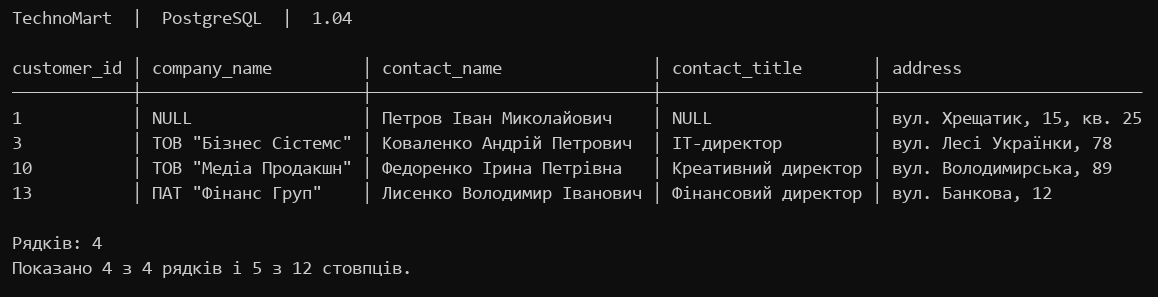 TechnoMart | PostgreSQL | 1.04
customer_id | company_name | contact_name | contact_title | address
1 | NULL | Петров Іван Миколайович | NULL | вул. Хрещатик, 15, кв. 25
3 | ТОВ "Бізнес Сістемс" | Коваленко Андрій Петрович | ІТ-директор | вул. Лесі Українки, 78
10 | ТОВ "Медіа Продакшн" | Федоренко Ірина Петрівна | Креативний директор | вул. Володимирська, 89
13 | ПАТ "Фінанс Груп" | Лисенко Володимир Іванович | Фінансовий директор | вул. Банкова, 12
Рядків: 4
Показано 4 з 4 рядків і 5 з 12 стовпців.